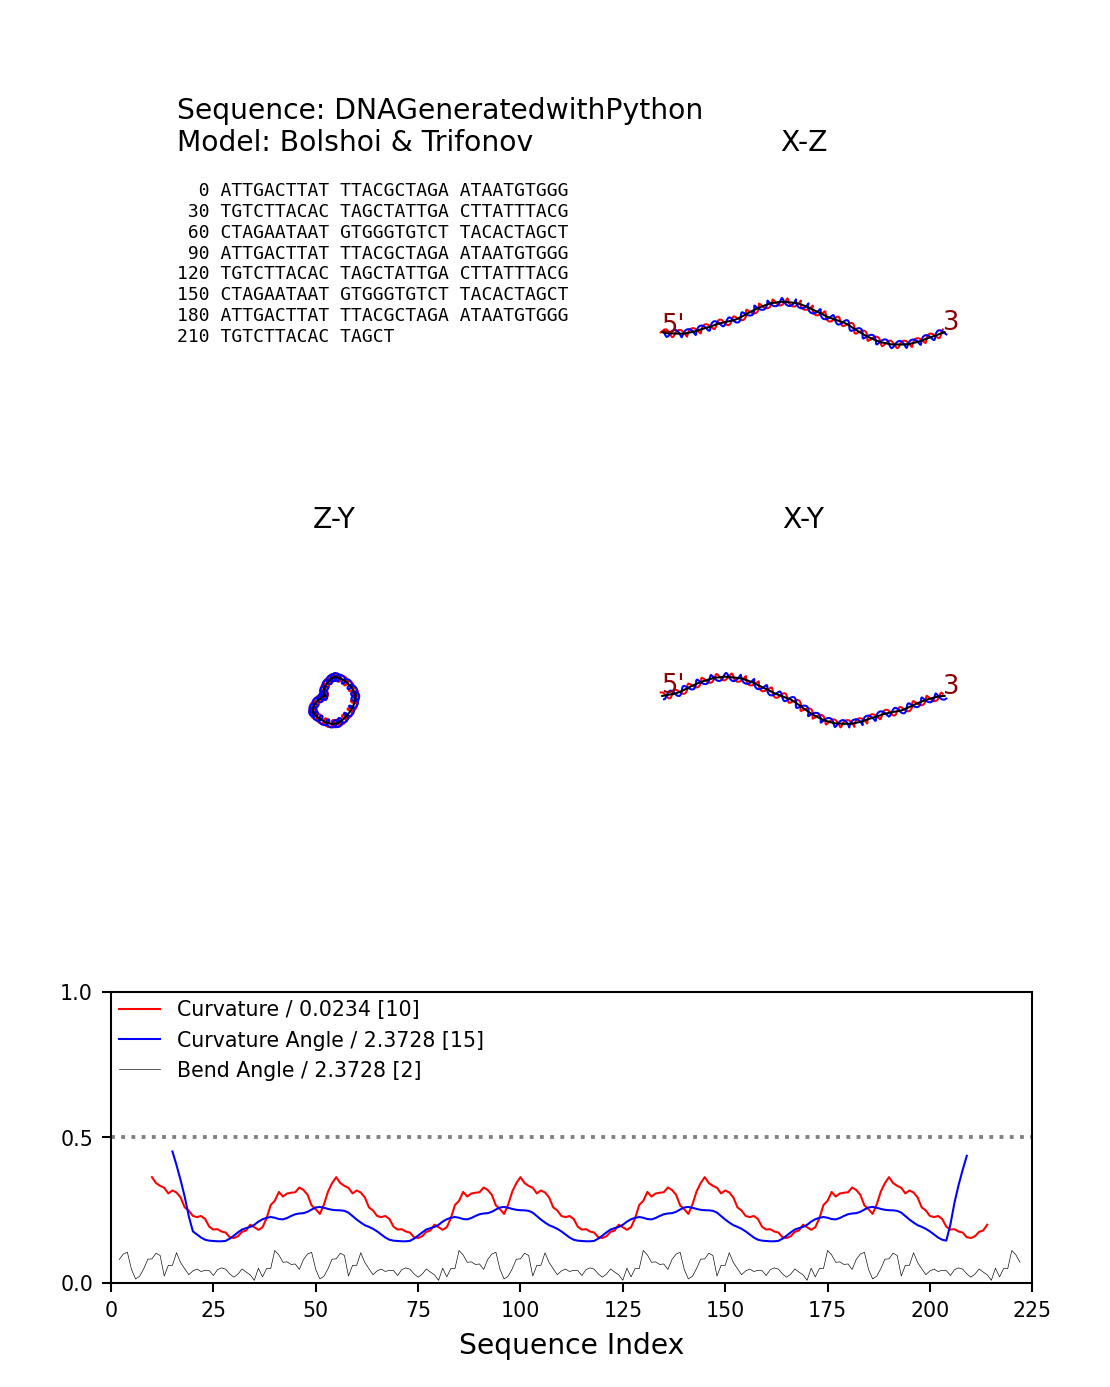 Sequence: DNAGeneratedwithPython
Model: Bolshoi & Trifonov
X-Z
0 ATTGACTTAT TTACGCTAGA ATAATGTGGG
30 TGTCTTACAC TAGCTATTGA CTTATTTACG
60 CTAGAATAAT GTGGGTGTCT TACACTAGCT
90 ATTGACTTAT TTACGCTAGA ATAATGTGGG
120 TGTCTTACAC TAGCTATTGA CTTATTTACG
150 CTAGAATAAT GTGGGTGTCT TACACTAGCT
180 ATTGACTTAT TTACGCTAGA ATAATGTGGG
210 TGTCTTACAC TAGCT
5'
3
Z-Y
X-Y
5'
3
1.0
0.5
0.0
Curvature / 0.0234 [10]
Curvature Angle / 2.3728 [15]
Bend Angle / 2.3728 [2]
0 25 50 75 100 125 150 175 200 225
Sequence Index